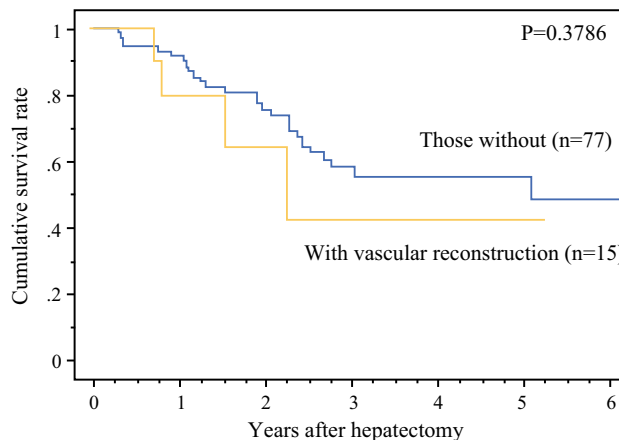 P=0.3786
1
.8
.6
.4
.2
0
Cumulative survival rate
Those without (n=77)
With vascular reconstruction (n=15)
0 1 2 3 4 5 6
Years after hepatectomy